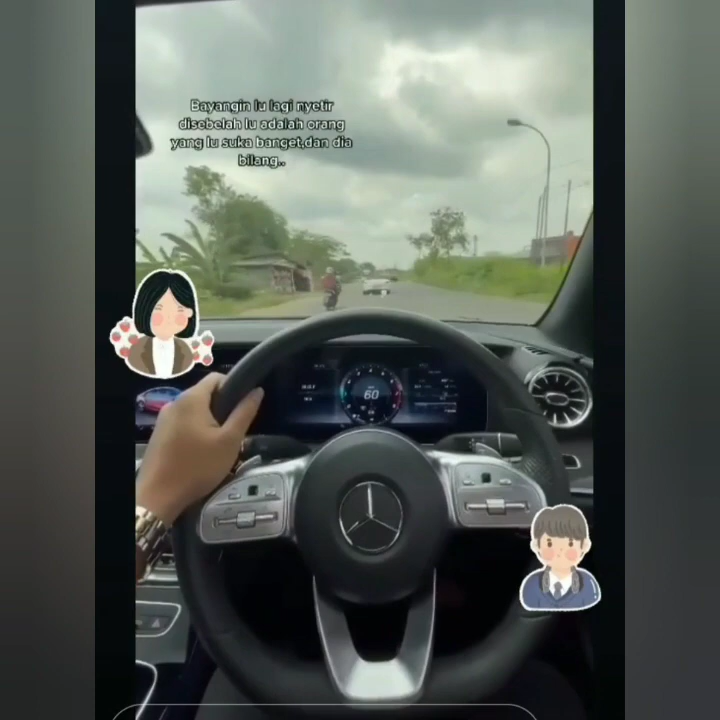 Bayangin lu lagi nyetir
disebelah lu adalah orang
yang lu suka banget,dan dia
bilang..
60